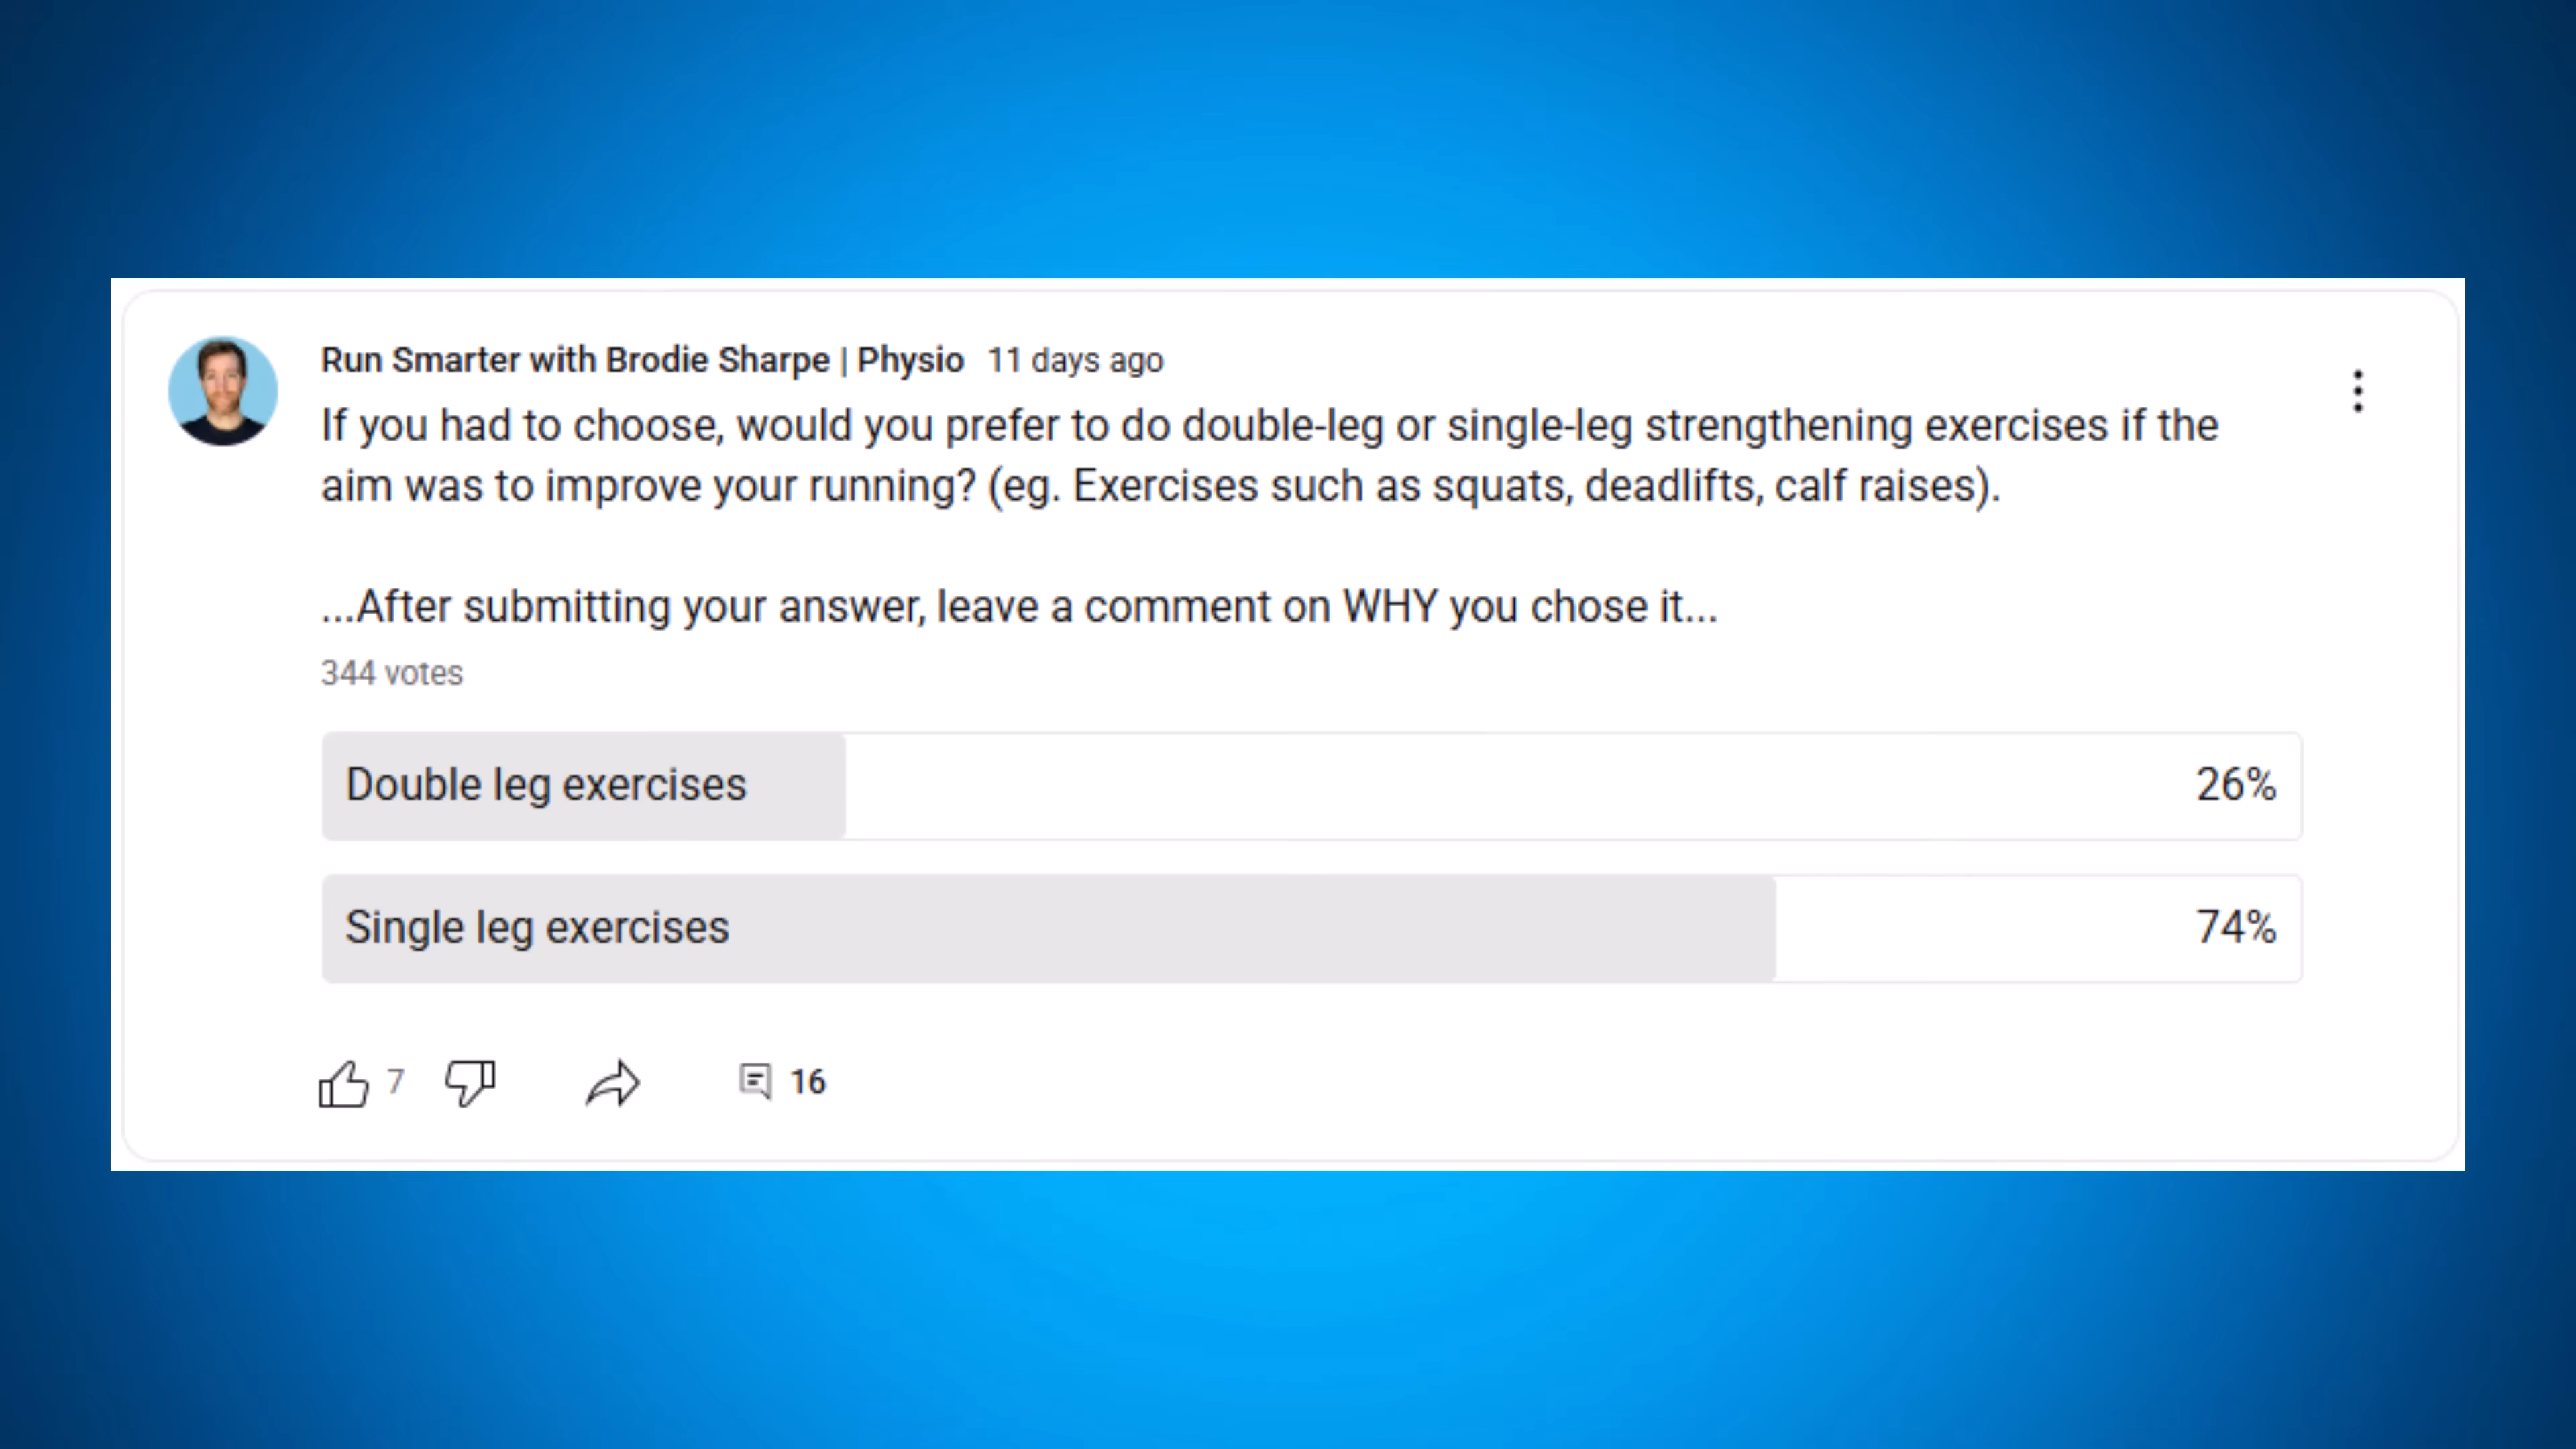 Run Smarter with Brodie Sharpe | Physio 11 days ago
If you had to choose, would you prefer to do double-leg or single-leg strengthening exercises if the
aim was to improve your running? (eg. Exercises such as squats, deadlifts, calf raises).
...After submitting your answer, leave a comment on WHY you chose it...
344 votes
Double leg exercises 26%
Single leg exercises 74%
7 16